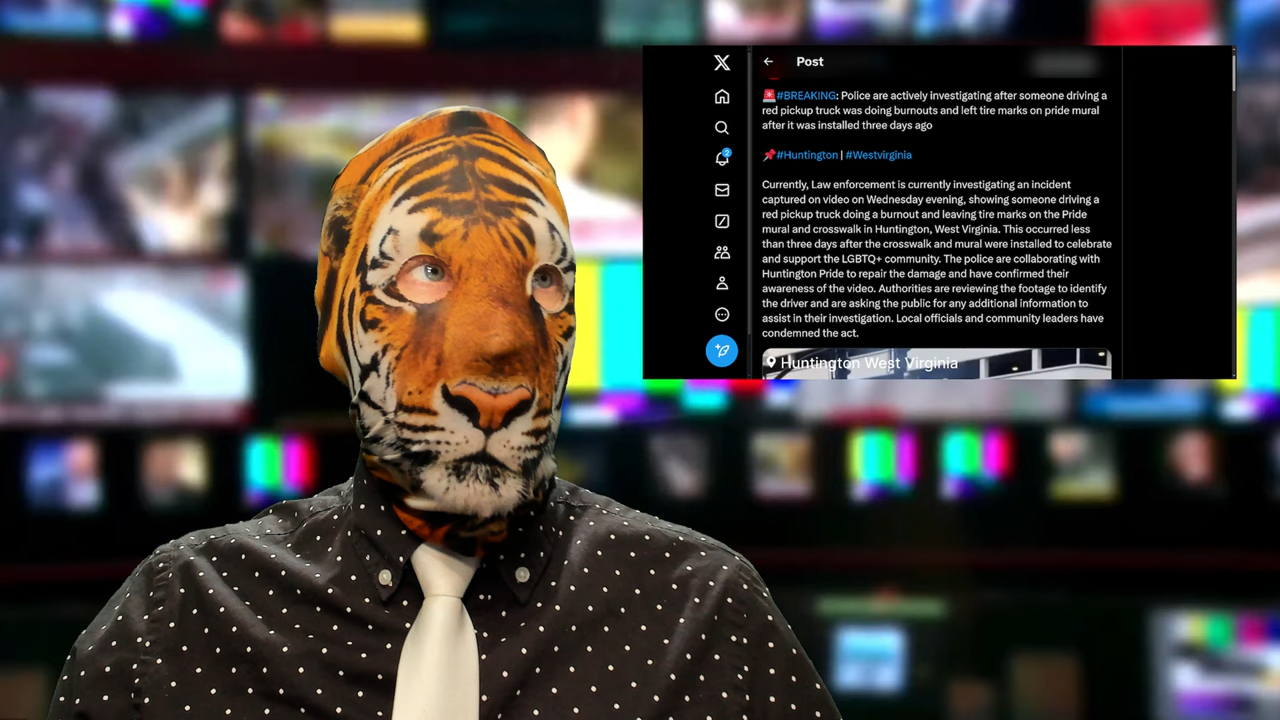 Post
🚨#BREAKING: Police are actively investigating after someone driving a
red pickup truck was doing burnouts and left tire marks on pride mural
after it was installed three days ago
📌#Huntington | #Westvirginia
Currently, Law enforcement is currently investigating an incident
captured on video on Wednesday evening, showing someone driving a
red pickup truck doing a burnout and leaving tire marks on the Pride
mural and crosswalk in Huntington, West Virginia. This occurred less
than three days after the crosswalk and mural were installed to celebrate
and support the LGBTQ+ community. The police are collaborating with
Huntington Pride to repair the damage and have confirmed their
awareness of the video. Authorities are reviewing the footage to identify
the driver and are asking the public for any additional information to
assist in their investigation. Local officials and community leaders have
condemned the act.
Huntington West Virginia
2